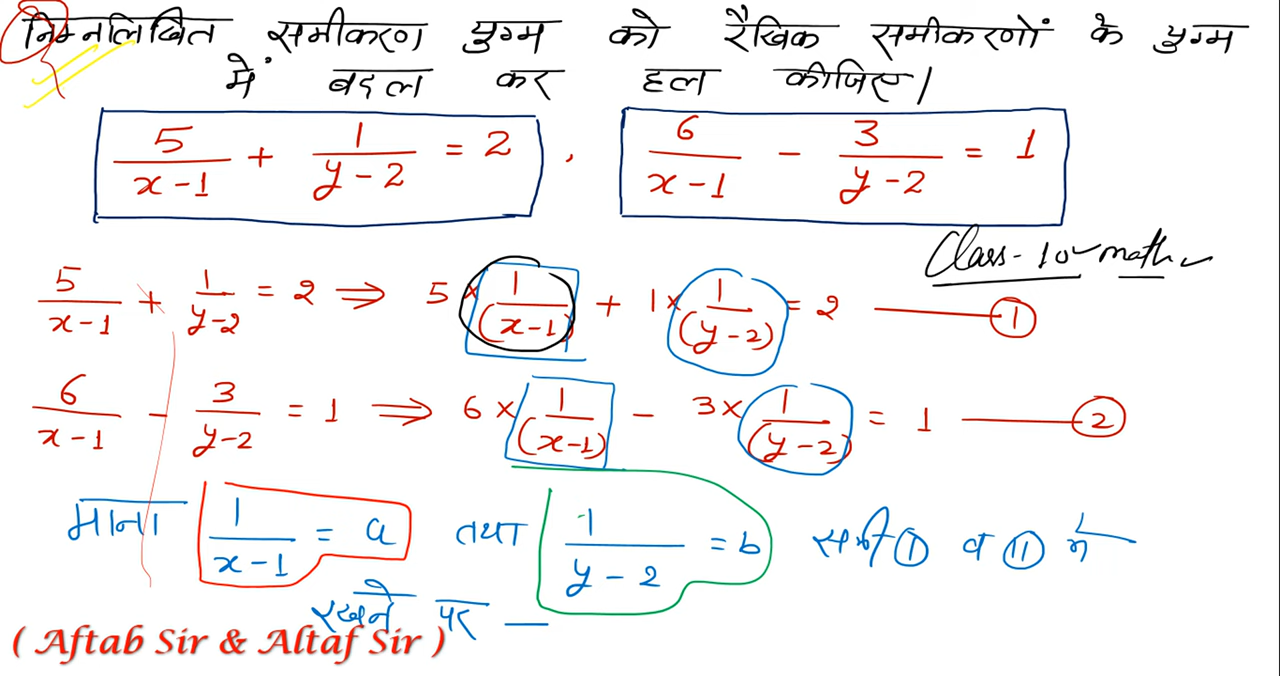 निम्नलिखित समीकरण युग्म को रैखिक समीकरणों के युग्म
में बदल कर हल कीजिए।
5/(x-1) + 1/(y-2) = 2 , 6/(x-1) - 3/(y-2) = 1
Class-10 math
5/(x-1) + 1/(y-2) = 2 ⇒ 5 × 1/(x-1) + 1 × 1/(y-2) = 2 —— ①
6/(x-1) - 3/(y-2) = 1 ⇒ 6 × 1/(x-1) - 3 × 1/(y-2) = 1 —— ②
माना 1/(x-1) = a तथा 1/(y-2) = b समी ① व ⑪ में
रखने पर —
( Aftab Sir & Altaf Sir )